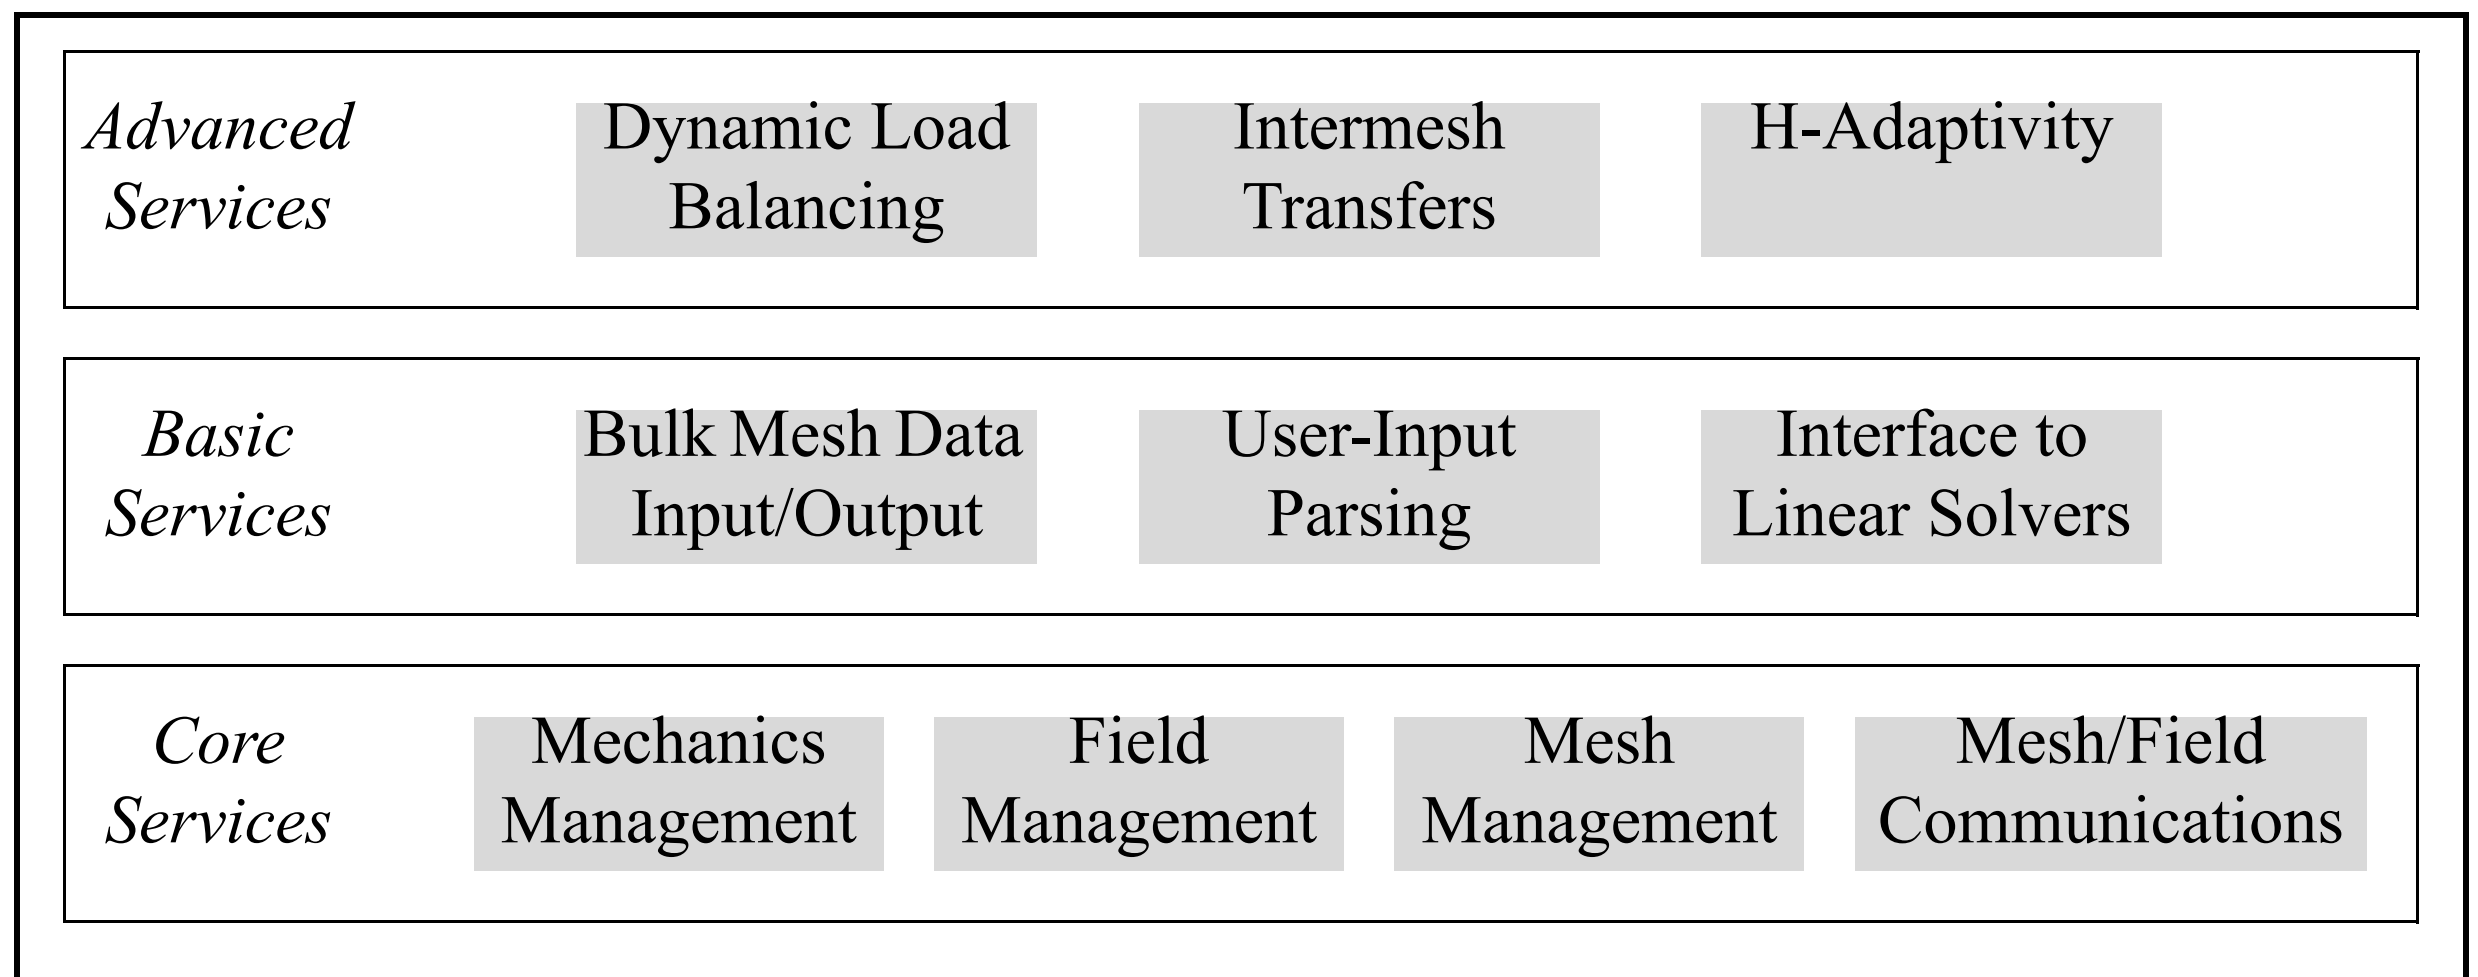 Advanced
Services
Dynamic Load
Balancing
Intermesh
Transfers
H-Adaptivity
Basic
Services
Bulk Mesh Data
Input/Output
User-Input
Parsing
Interface to
Linear Solvers
Core
Services
Mechanics
Management
Field
Management
Mesh
Management
Mesh/Field
Communications